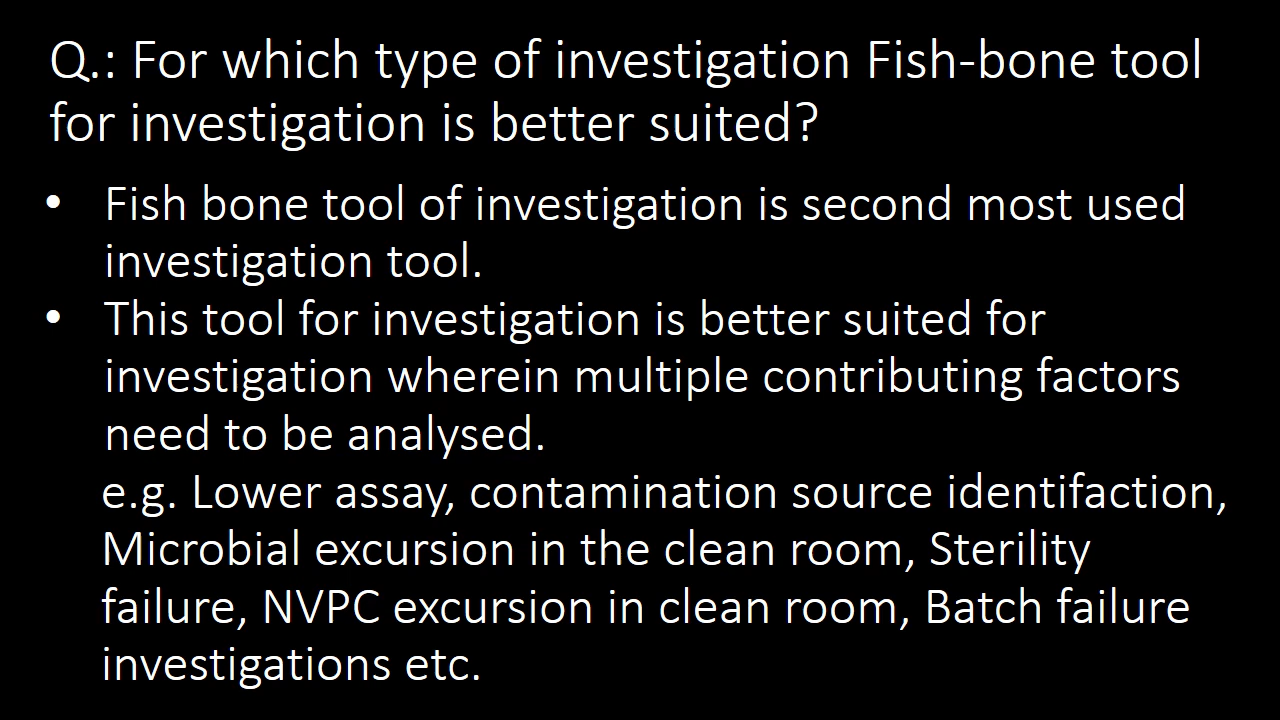 Q.: For which type of investigation Fish-bone tool
for investigation is better suited?
• Fish bone tool of investigation is second most used
investigation tool.
• This tool for investigation is better suited for
investigation wherein multiple contributing factors
need to be analysed.
e.g. Lower assay, contamination source identifaction,
Microbial excursion in the clean room, Sterility
failure, NVPC excursion in clean room, Batch failure
investigations etc.